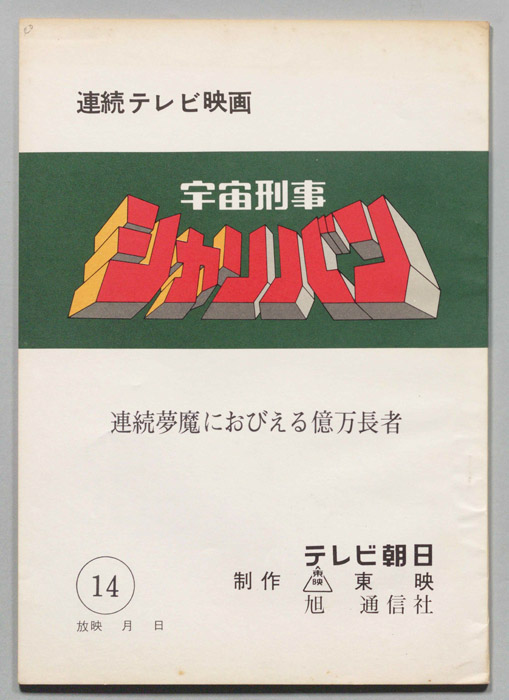 連続テレビ映画
宇宙刑事
シャリバン
連続夢魔におびえる億万長者
テレビ朝日
制作 東映 東映
旭通信社
14
放映 月 日